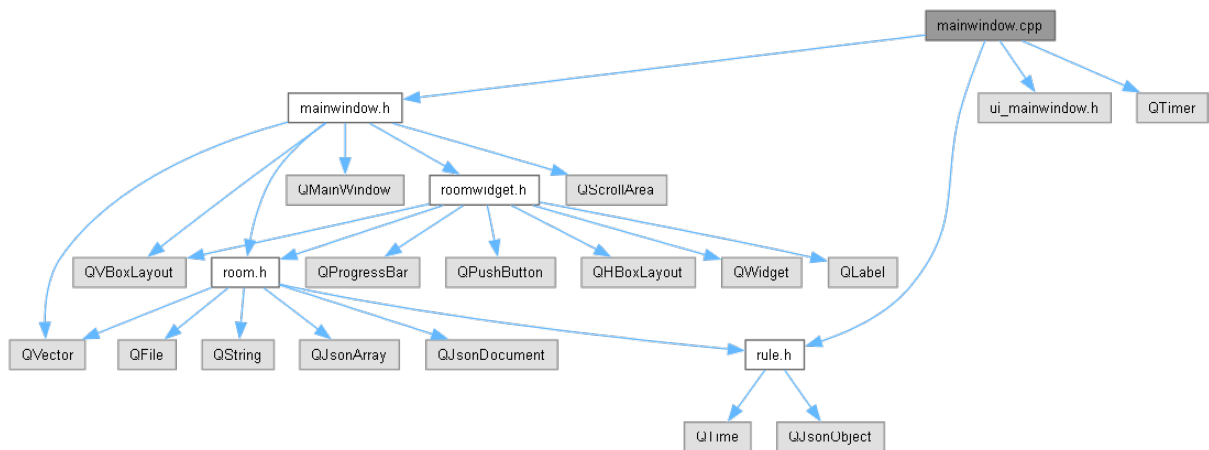 mainwindow.cpp
mainwindow.h
ui_mainwindow.h
QTimer
QMainWindow
roomwidget.h
QScrollArea
QVBoxLayout
room.h
QProgressBar
QPushButton
QHBoxLayout
QWidget
QLabel
QVector
QFile
QString
QJsonArray
QJsonDocument
rule.h
QTime
QJsonObject